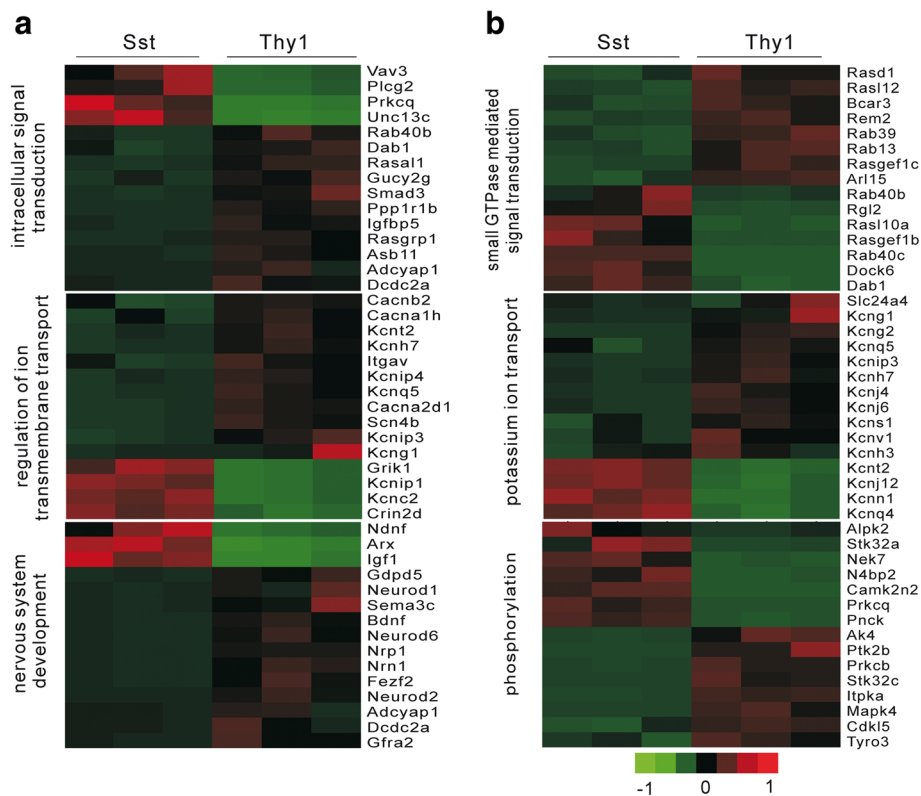 a
Sst Thy1
intracellular signal
transduction
Vav3
Plcg2
Prkcq
Unc13c
Rab40b
Dab1
Rasal1
Gucy2g
Smad3
Ppp1r1b
Igfbp5
Rasgrp1
Asb11
Adcyap1
Dcdc2a
regulation of ion
transmembrane transport
Cacnb2
Cacna1h
Kcnt2
Kcnh7
Itgav
Kcnip4
Kcnq5
Cacna2d1
Scn4b
Kcnip3
Kcng1
Grik1
Kcnip1
Kcnc2
Crin2d
nervous system
development
Ndnf
Arx
Igf1
Gdpd5
Neurod1
Sema3c
Bdnf
Neurod6
Nrp1
Nrn1
Fezf2
Neurod2
Adcyap1
Dcdc2a
Gfra2
b
Sst Thy1
small GTPase mediated
signal transduction
Rasd1
Rasl12
Bcar3
Rem2
Rab39
Rab13
Rasgef1c
Arl15
Rab40b
Rgl2
Rasl10a
Rasgef1b
Rab40c
Dock6
Dab1
potassium ion transport
Slc24a4
Kcng1
Kcng2
Kcnq5
Kcnip3
Kcnh7
Kcnj4
Kcnj6
Kcns1
Kcnv1
Kcnh3
Kcnt2
Kcnj12
Kcnn1
Kcnq4
phosphorylation
Alpk2
Stk32a
Nek7
N4bp2
Camk2n2
Prkcq
Pnck
Ak4
Ptk2b
Prkcb
Stk32c
Itpka
Mapk4
Cdkl5
Tyro3
-1 0 1